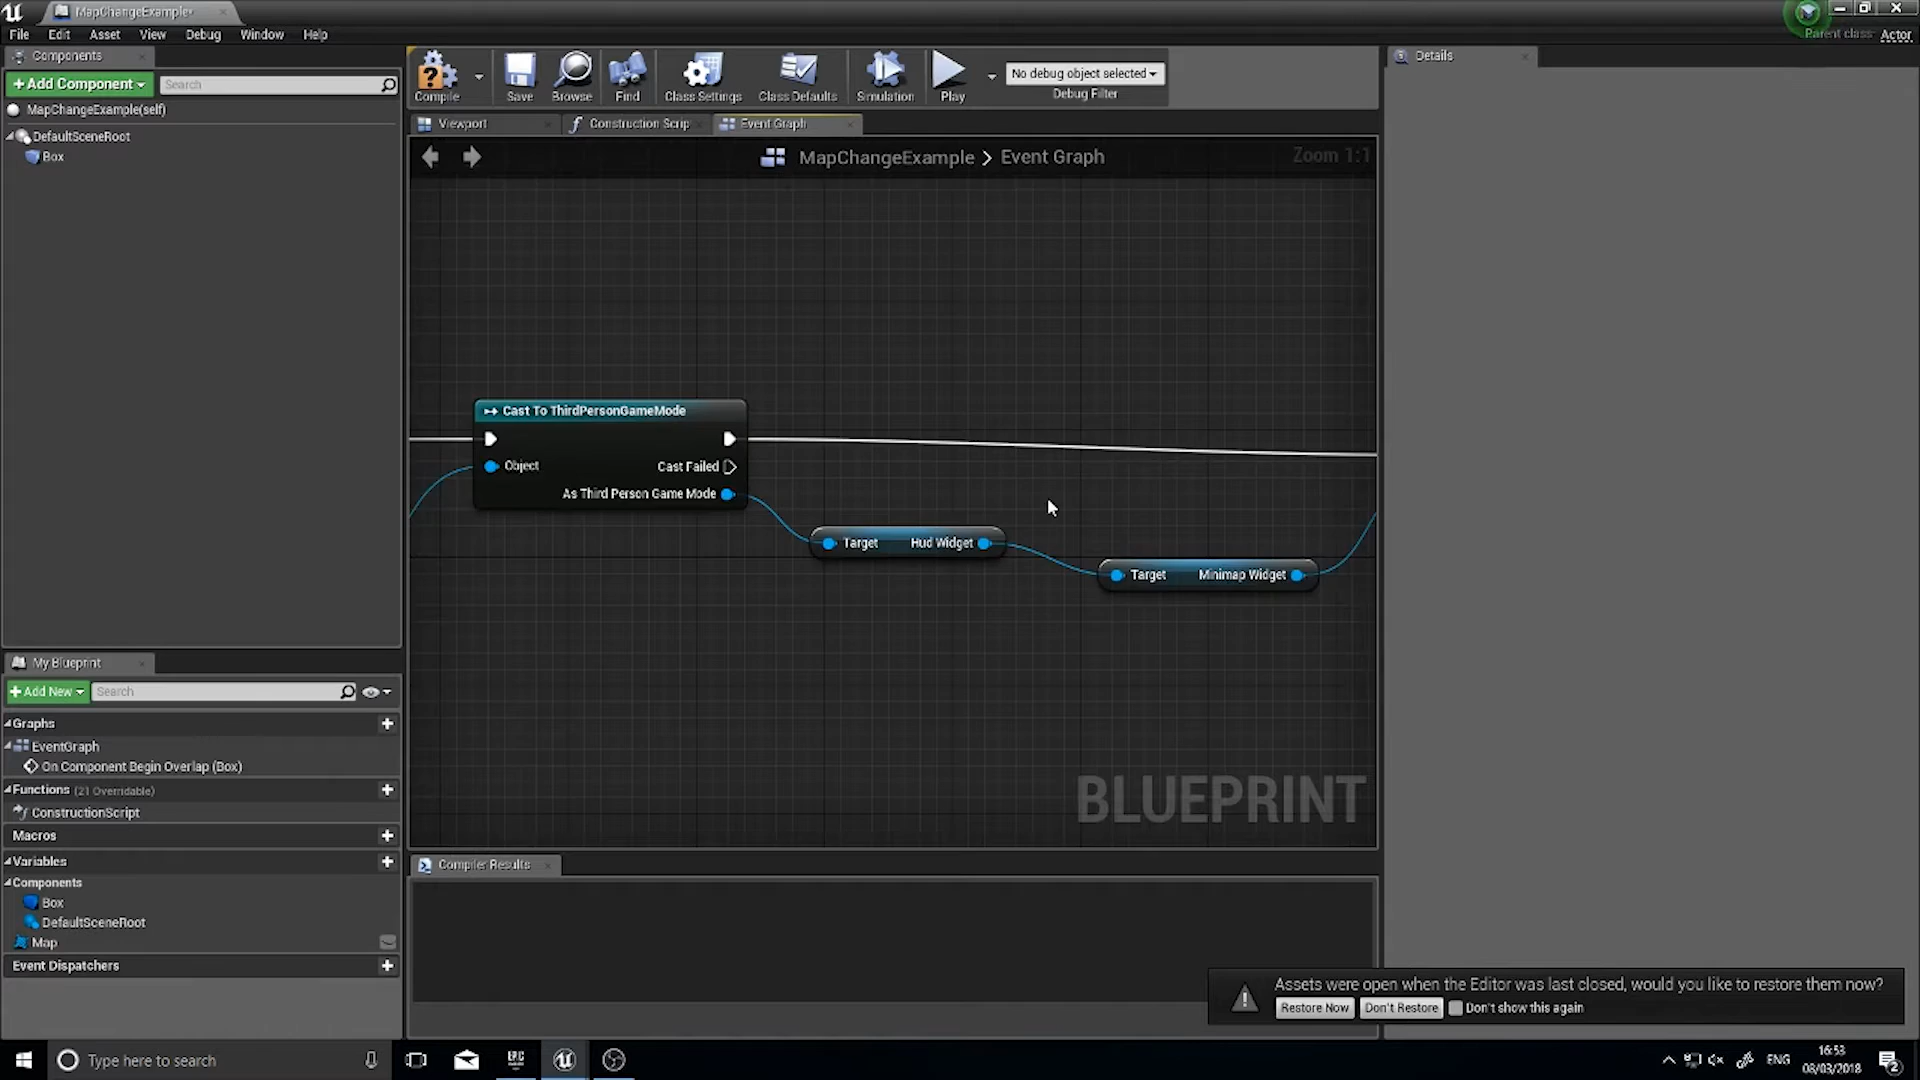 MapChangeExample*
File Edit Asset View Debug Window Help
Parent class: Actor
Components
+Add Component
Search
MapChangeExample(self)
DefaultSceneRoot
Box
Compile
Save
Browse
Find
Class Settings
Class Defaults
Simulation
Play
No debug object selected
Debug Filter
Details
Viewport
Construction Scrip
Event Graph
MapChangeExample > Event Graph
Zoom 1:1
Cast To ThirdPersonGameMode
Object
Cast Failed
As Third Person Game Mode
Target Hud Widget
Target Minimap Widget
BLUEPRINT
My Blueprint
+Add New
Search
Graphs
EventGraph
On Component Begin Overlap (Box)
Functions (21 Overridable)
ConstructionScript
Macros
Variables
Components
Box
DefaultSceneRoot
Map
Event Dispatchers
Compiler Results
Assets were open when the Editor was last closed, would you like to restore them now?
Restore Now
Don't Restore
Don't show this again
Type here to search
EPIC
ENG
16:53
08/03/2018
2